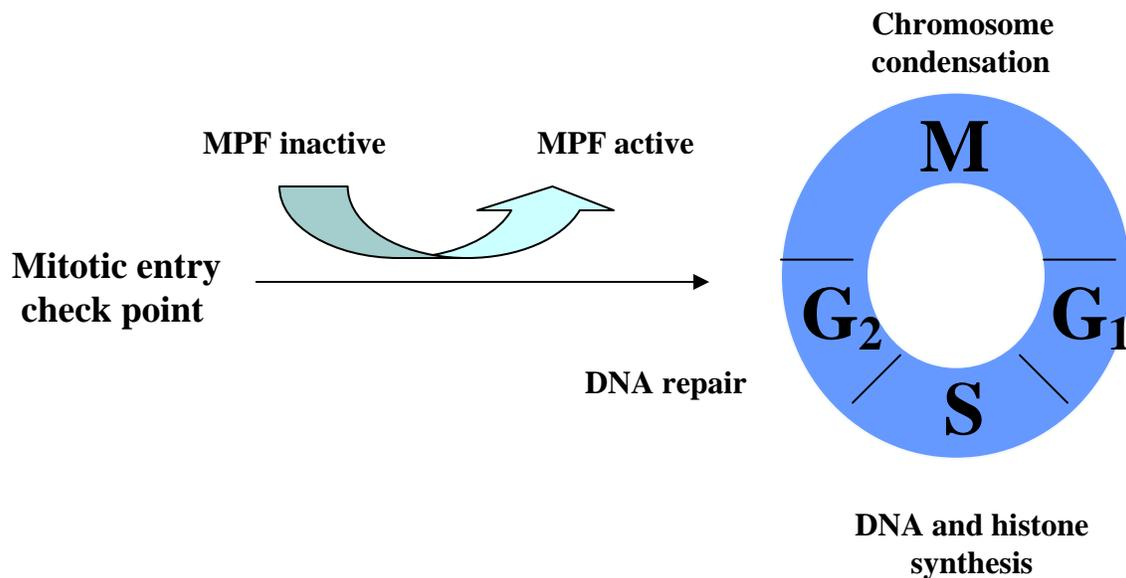 Chromosome
condensation
MPF inactive
MPF active
M
Mitotic entry
check point
G2
G1
DNA repair
S
DNA and histone
synthesis